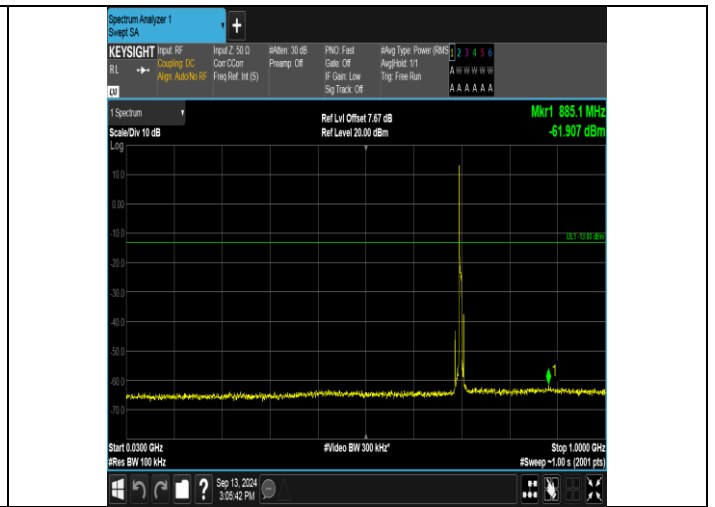 Spectrum Analyzer 1
Swept SA
+
KEYSIGHT Input: RF Input Z: 50 Ω #Atten: 30 dB PNO: Fast #Avg Type: Power (RMS 1 2 3 4 5 6
RL Coupling: DC Corr CCorr Preamp: Off Gate: Off Avg|Hold: 1/1 A W W W W W
Align: Auto/No RF Freq Ref: Int (S) IF Gain: Low Trig: Free Run
Sig Track: Off A A A A A A
LXI
1 Spectrum Ref Lvl Offset 7.67 dB Mkr1 885.1 MHz
Scale/Div 10 dB Ref Level 20.00 dBm -61.907 dBm
Log
10.0
0.00
-10.0
DL1 -13.00 dBm
-20.0
-30.0
-40.0
-50.0
-60.0
1
-70.0
Start 0.0300 GHz #Video BW 300 kHz* Stop 1.0000 GHz
#Res BW 100 kHz #Sweep ~1.00 s (2001 pts)
? Sep 13, 2024
3:05:42 PM